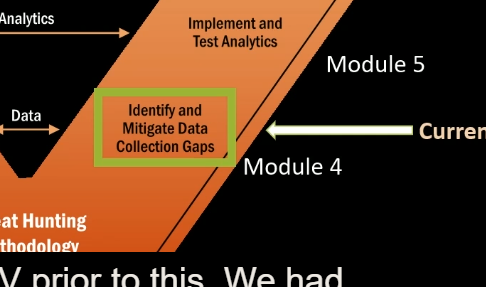 Analytics
Implement and
Test Analytics
Module 5
Data
Identify and
Mitigate Data
Collection Gaps
Curren
Module 4
eat Hunting
thodology
V prior to this. We had